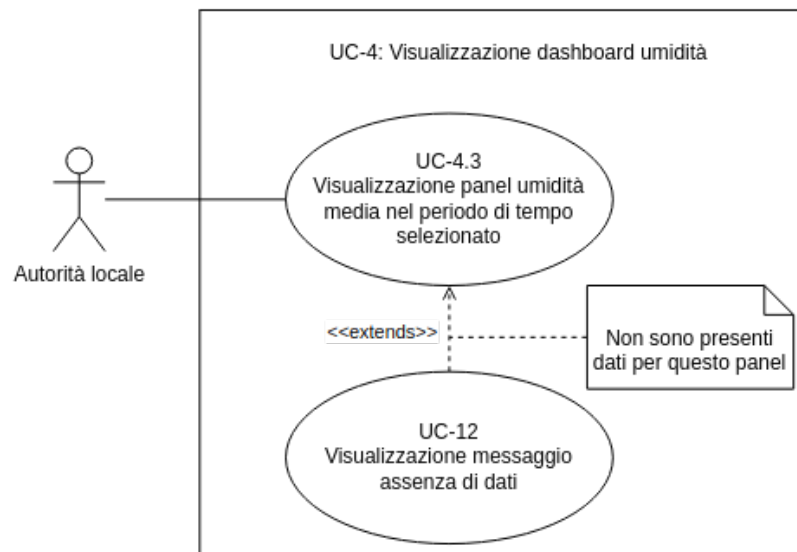 UC-4: Visualizzazione dashboard umidità
UC-4.3
Visualizzazione panel umidità
media nel periodo di tempo
selezionato
Autorità locale
<<extends>>
Non sono presenti
dati per questo panel
UC-12
Visualizzazione messaggio
assenza di dati